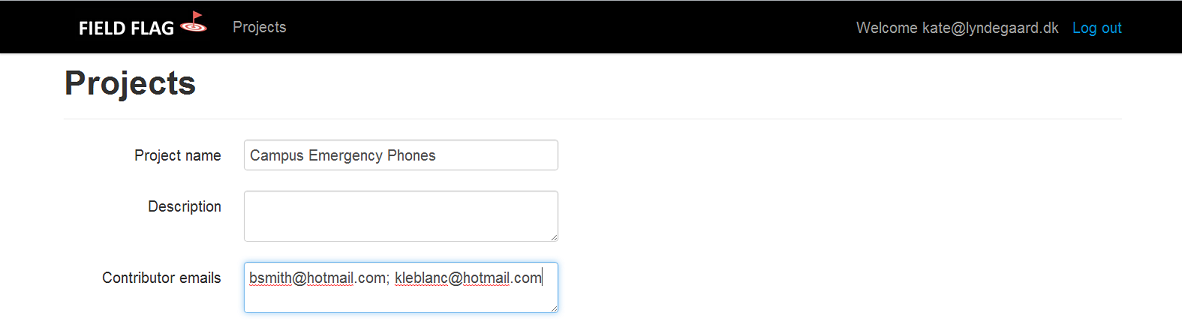 FIELD FLAG Projects Welcome kate@lyndegaard.dk Log out
Projects
Project name Campus Emergency Phones
Description
Contributor emails bsmith@hotmail.com; kleblanc@hotmail.com